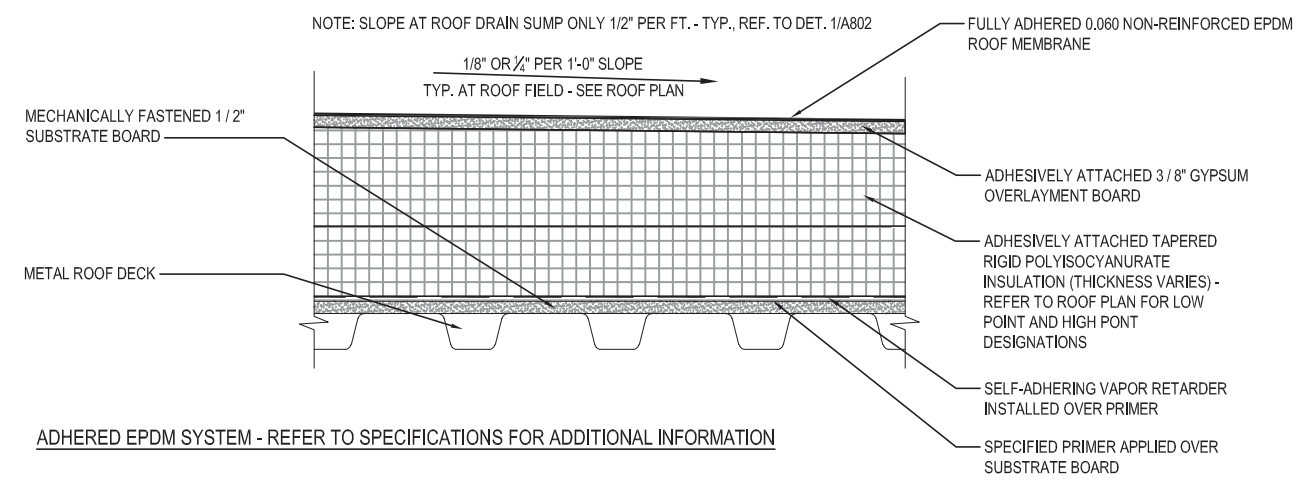 NOTE: SLOPE AT ROOF DRAIN SUMP ONLY 1/2" PER FT. - TYP., REF. TO DET. 1/A802
1/8" OR 1/4" PER 1'-0" SLOPE
TYP. AT ROOF FIELD - SEE ROOF PLAN
MECHANICALLY FASTENED 1 / 2"
SUBSTRATE BOARD
METAL ROOF DECK
FULLY ADHERED 0.060 NON-REINFORCED EPDM
ROOF MEMBRANE
ADHESIVELY ATTACHED 3 / 8" GYPSUM
OVERLAYMENT BOARD
ADHESIVELY ATTACHED TAPERED
RIGID POLYISOCYANURATE
INSULATION (THICKNESS VARIES) -
REFER TO ROOF PLAN FOR LOW
POINT AND HIGH PONT
DESIGNATIONS
SELF-ADHERING VAPOR RETARDER
INSTALLED OVER PRIMER
SPECIFIED PRIMER APPLIED OVER
SUBSTRATE BOARD
ADHERED EPDM SYSTEM - REFER TO SPECIFICATIONS FOR ADDITIONAL INFORMATION